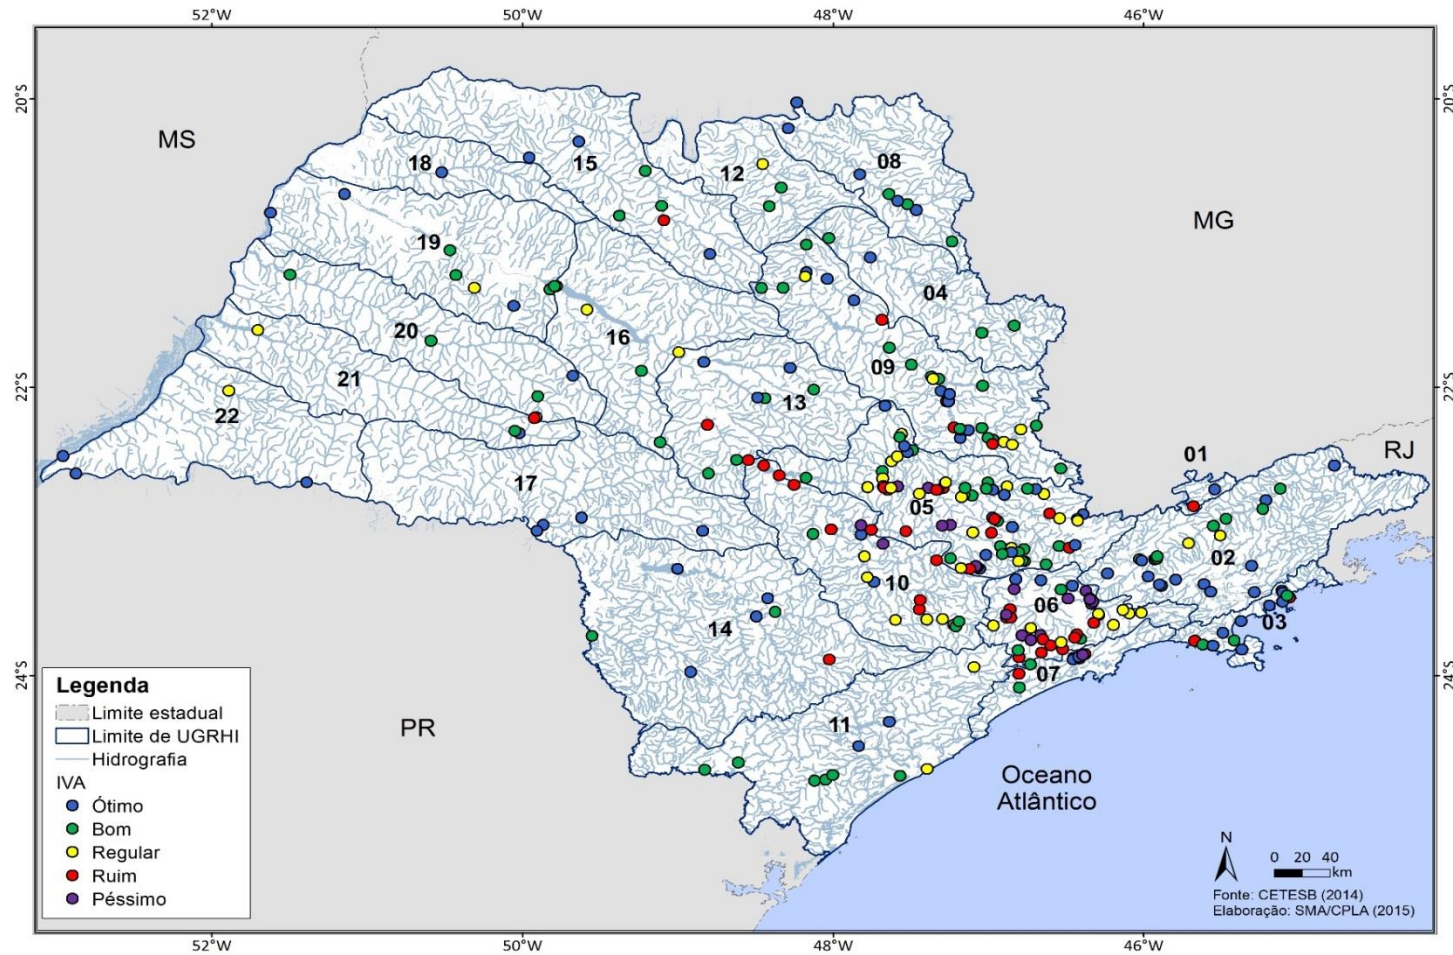 52°W 50°W 48°W 46°W
20°S 20°S
MS
18 15 12 08
MG
19
04
20 16
09
21
13
22°S 22°S
22
01 RJ
17
05
02
10
06
03
14
07
24°S 24°S
11
PR
Oceano
Atlântico
Legenda
Limite estadual
Limite de UGRHI
Hidrografia
IVA
Ótimo
Bom
Regular
Ruim
Péssimo
N
0 20 40
km
Fonte: CETESB (2014)
Elaboração: SMA/CPLA (2015)
52°W 50°W 48°W 46°W